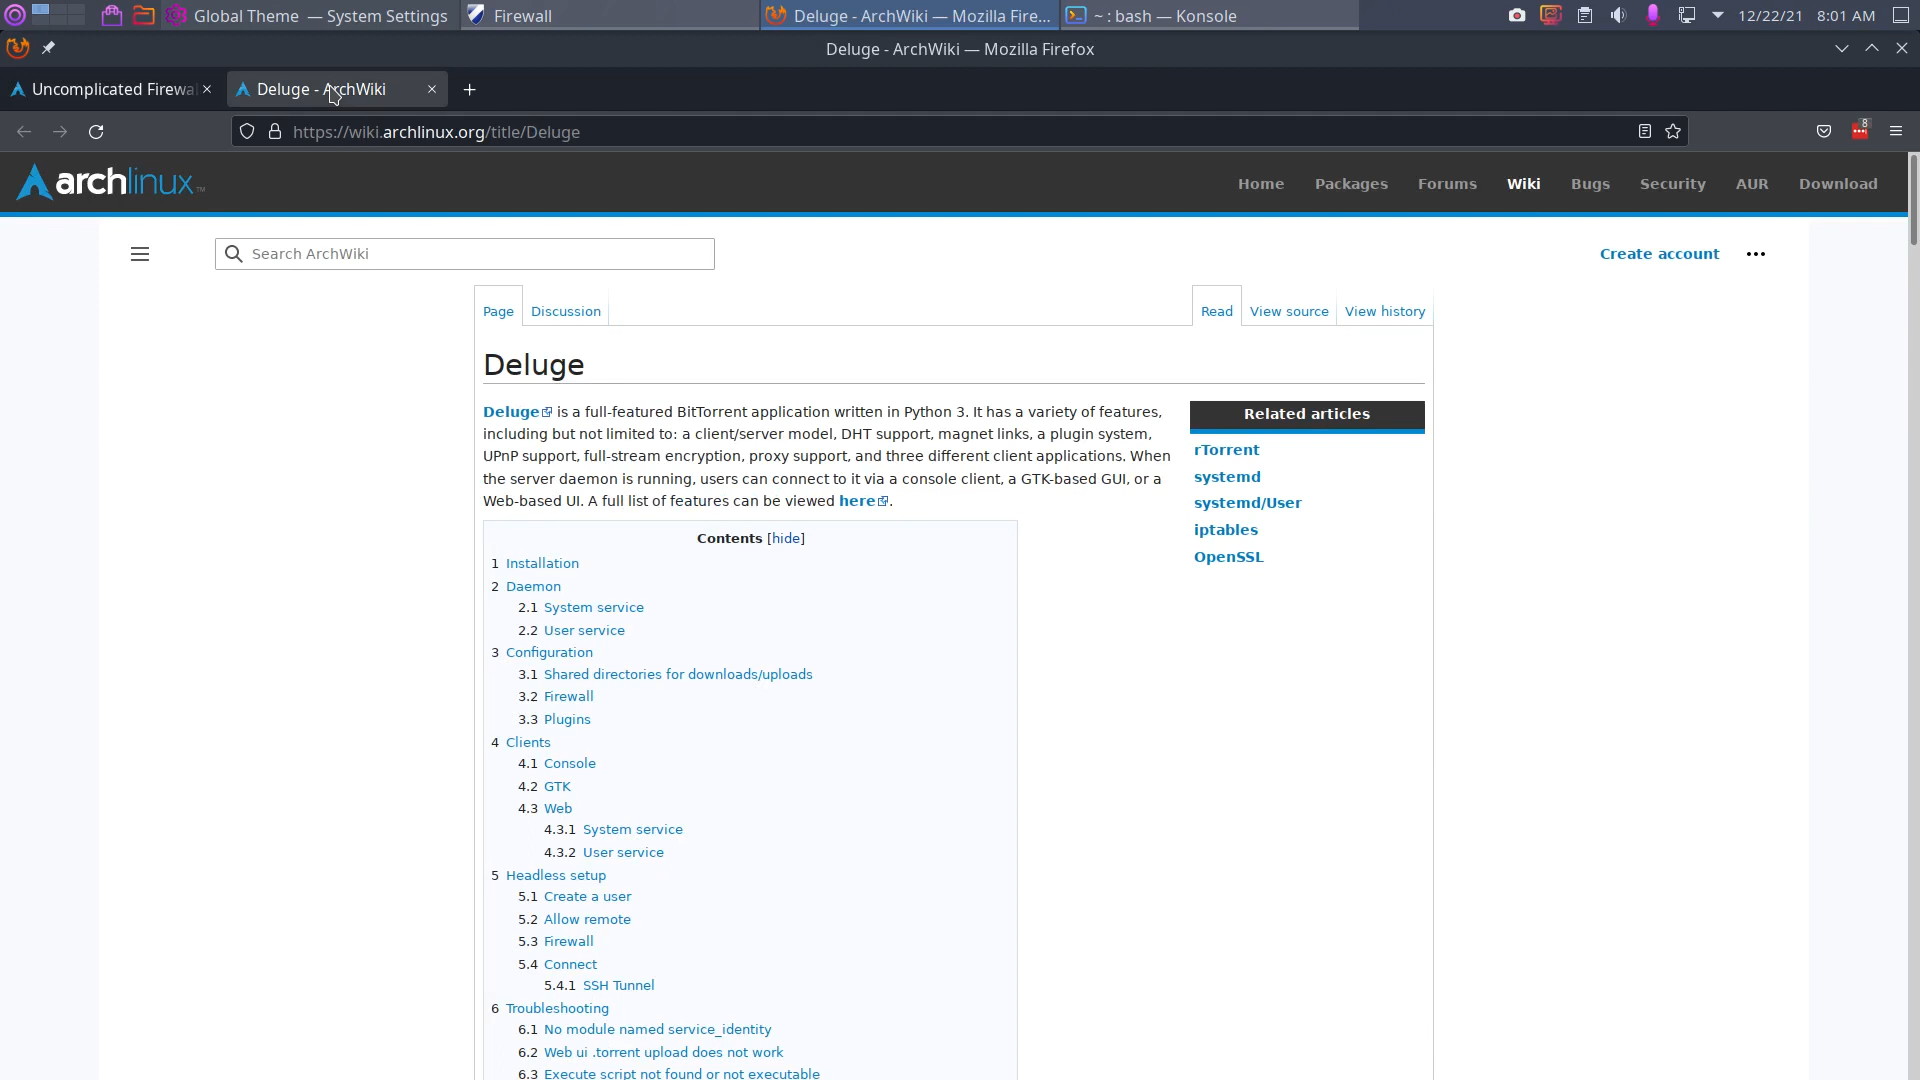 Global Theme — System Settings
Firewall
Deluge - ArchWiki — Mozilla Fire...
~ : bash — Konsole
12/22/21
8:01 AM
Deluge - ArchWiki — Mozilla Firefox
Uncomplicated Firewal
Deluge - ArchWiki
https://wiki.archlinux.org/title/Deluge
8
archlinux™
Home
Packages
Forums
Wiki
Bugs
Security
AUR
Download
Search ArchWiki
Create account
Page
Discussion
Read
View source
View history
Deluge
Deluge is a full-featured BitTorrent application written in Python 3. It has a variety of features,
including but not limited to: a client/server model, DHT support, magnet links, a plugin system,
UPnP support, full-stream encryption, proxy support, and three different client applications. When
the server daemon is running, users can connect to it via a console client, a GTK-based GUI, or a
Web-based UI. A full list of features can be viewed here.
Related articles
rTorrent
systemd
systemd/User
iptables
OpenSSL
Contents [hide]
1 Installation
2 Daemon
2.1 System service
2.2 User service
3 Configuration
3.1 Shared directories for downloads/uploads
3.2 Firewall
3.3 Plugins
4 Clients
4.1 Console
4.2 GTK
4.3 Web
4.3.1 System service
4.3.2 User service
5 Headless setup
5.1 Create a user
5.2 Allow remote
5.3 Firewall
5.4 Connect
5.4.1 SSH Tunnel
6 Troubleshooting
6.1 No module named service_identity
6.2 Web ui .torrent upload does not work
6.3 Execute script not found or not executable